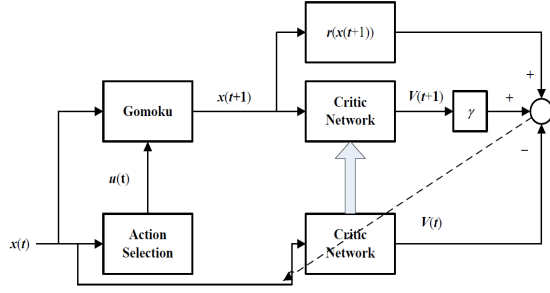 r(x(t+1))
+
Gomoku
x(t+1)
Critic
Network
V(t+1)
γ
+
−
u(t)
x(t)
Action
Selection
Critic
Network
V(t)